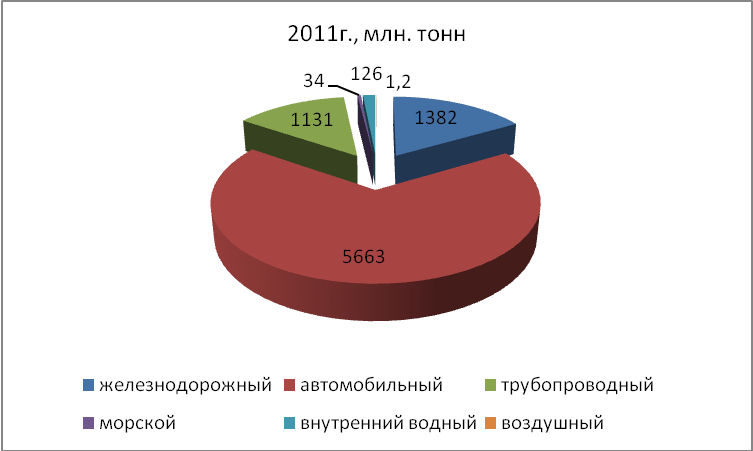 2011г., млн. тонн
34
126
1,2
1131
1382
5663
железнодорожный
автомобильный
трубопроводный
морской
внутренний водный
воздушный